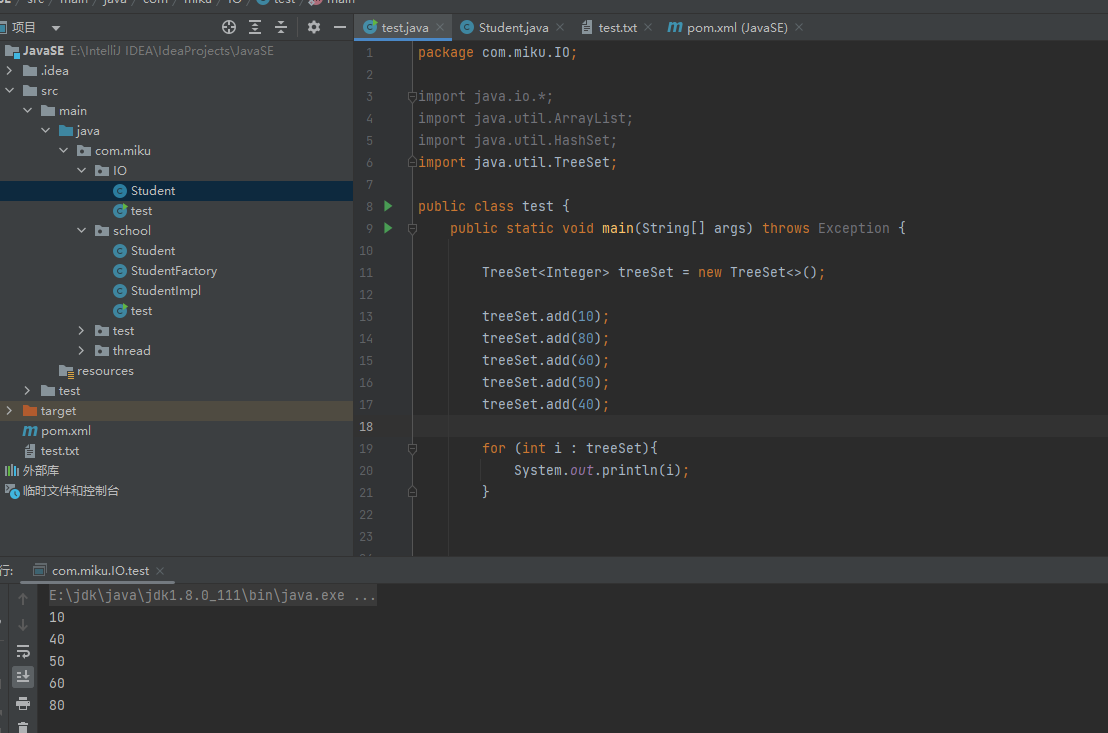 src main java com miku IO test main
项目
JavaSE E:\IntelliJ IDEA\IdeaProjects\JavaSE
.idea
src
main
java
com.miku
IO
Student
test
school
Student
StudentFactory
StudentImpl
test
test
thread
resources
test
target
pom.xml
test.txt
外部库
临时文件和控制台
test.java Student.java test.txt pom.xml (JavaSE)
1 package com.miku.IO;
2
3 import java.io.*;
4 import java.util.ArrayList;
5 import java.util.HashSet;
6 import java.util.TreeSet;
7
8 public class test {
9 public static void main(String[] args) throws Exception {
10
11 TreeSet<Integer> treeSet = new TreeSet<>();
12
13 treeSet.add(10);
14 treeSet.add(80);
15 treeSet.add(60);
16 treeSet.add(50);
17 treeSet.add(40);
18
19 for (int i : treeSet){
20 System.out.println(i);
21 }
22
23
行: com.miku.IO.test
E:\jdk\java\jdk1.8.0_111\bin\java.exe ...
10
40
50
60
80